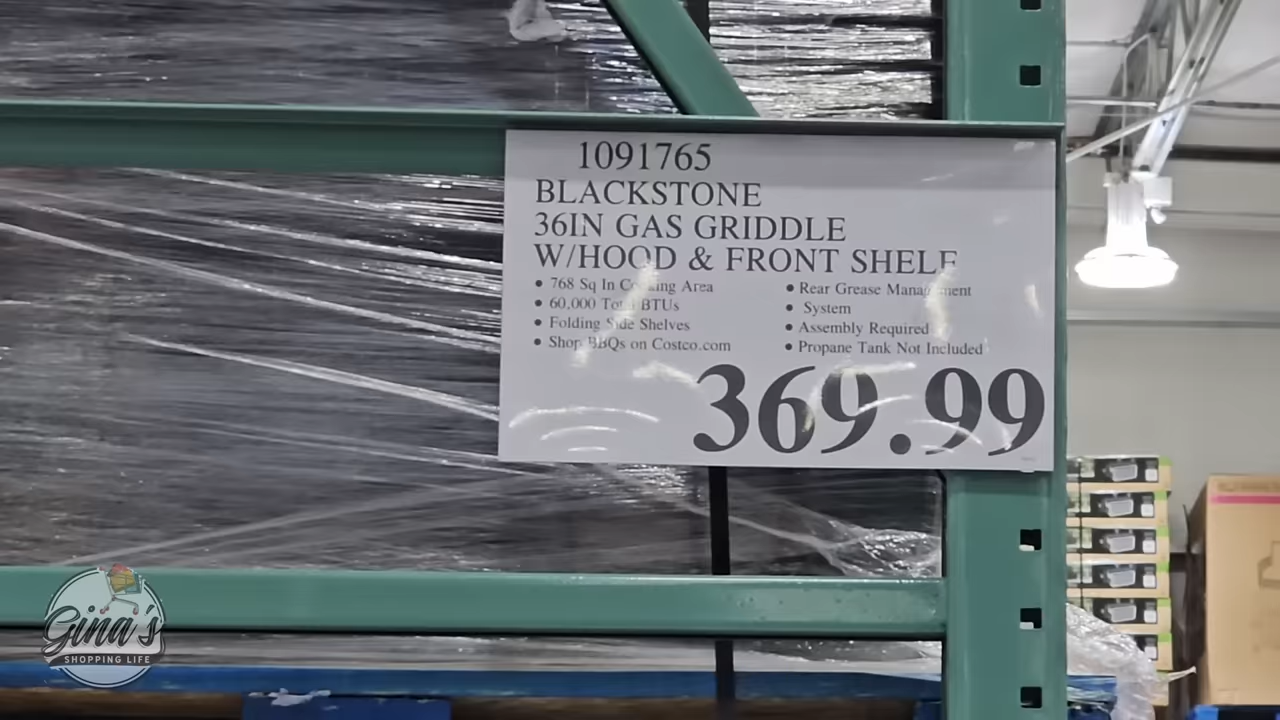 1091765
BLACKSTONE
36IN GAS GRIDDLE
W/HOOD & FRONT SHELF
• 768 Sq In Cooking Area
• 60,000 Total BTUs
• Folding Side Shelves
• Shop BBQs on Costco.com
• Rear Grease Management
• System
• Assembly Required
• Propane Tank Not Included
369.99
Gina's
SHOPPING LIFE